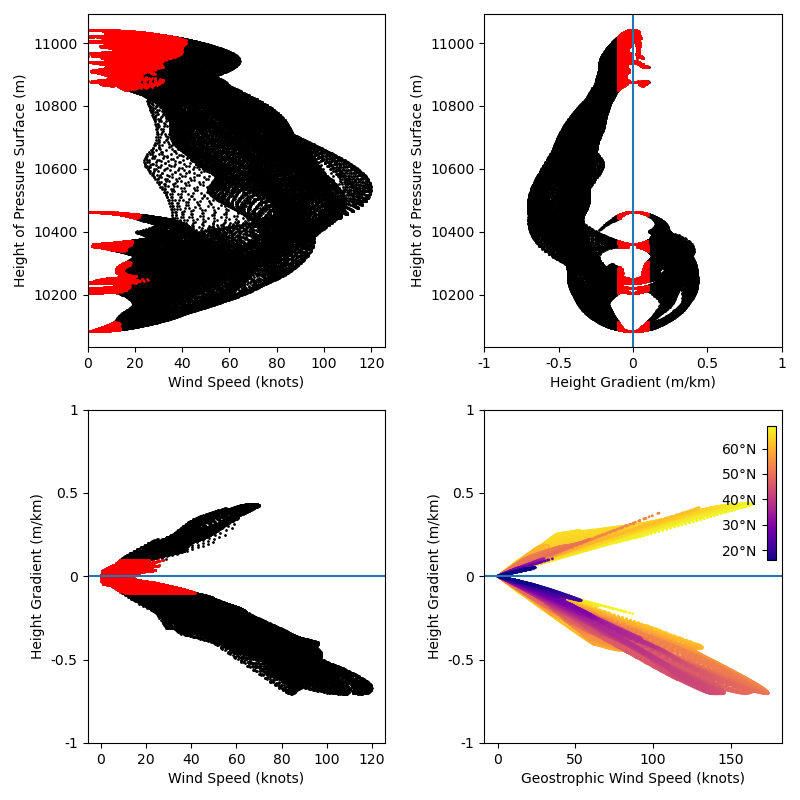 11000
10800
10600
10400
10200
0 20 40 60 80 100 120
Wind Speed (knots)
Height of Pressure Surface (m)
11000
10800
10600
10400
10200
-1 -0.5 0 0.5 1
Height Gradient (m/km)
Height of Pressure Surface (m)
1
0.5
0
-0.5
-1
0 20 40 60 80 100 120
Wind Speed (knots)
Height Gradient (m/km)
1
0.5
0
-0.5
-1
0 50 100 150
Geostrophic Wind Speed (knots)
Height Gradient (m/km)
60°N
50°N
40°N
30°N
20°N